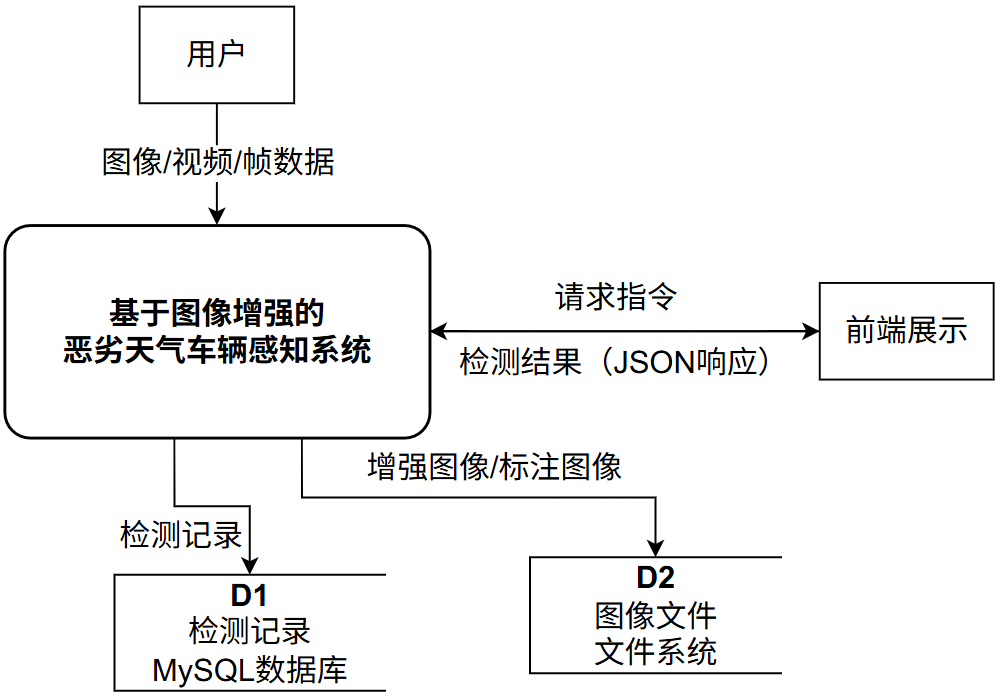 用户
图像/视频/帧数据
基于图像增强的
恶劣天气车辆感知系统
请求指令
检测结果（JSON响应）
前端展示
增强图像/标注图像
检测记录
D1
检测记录
MySQL数据库
D2
图像文件
文件系统